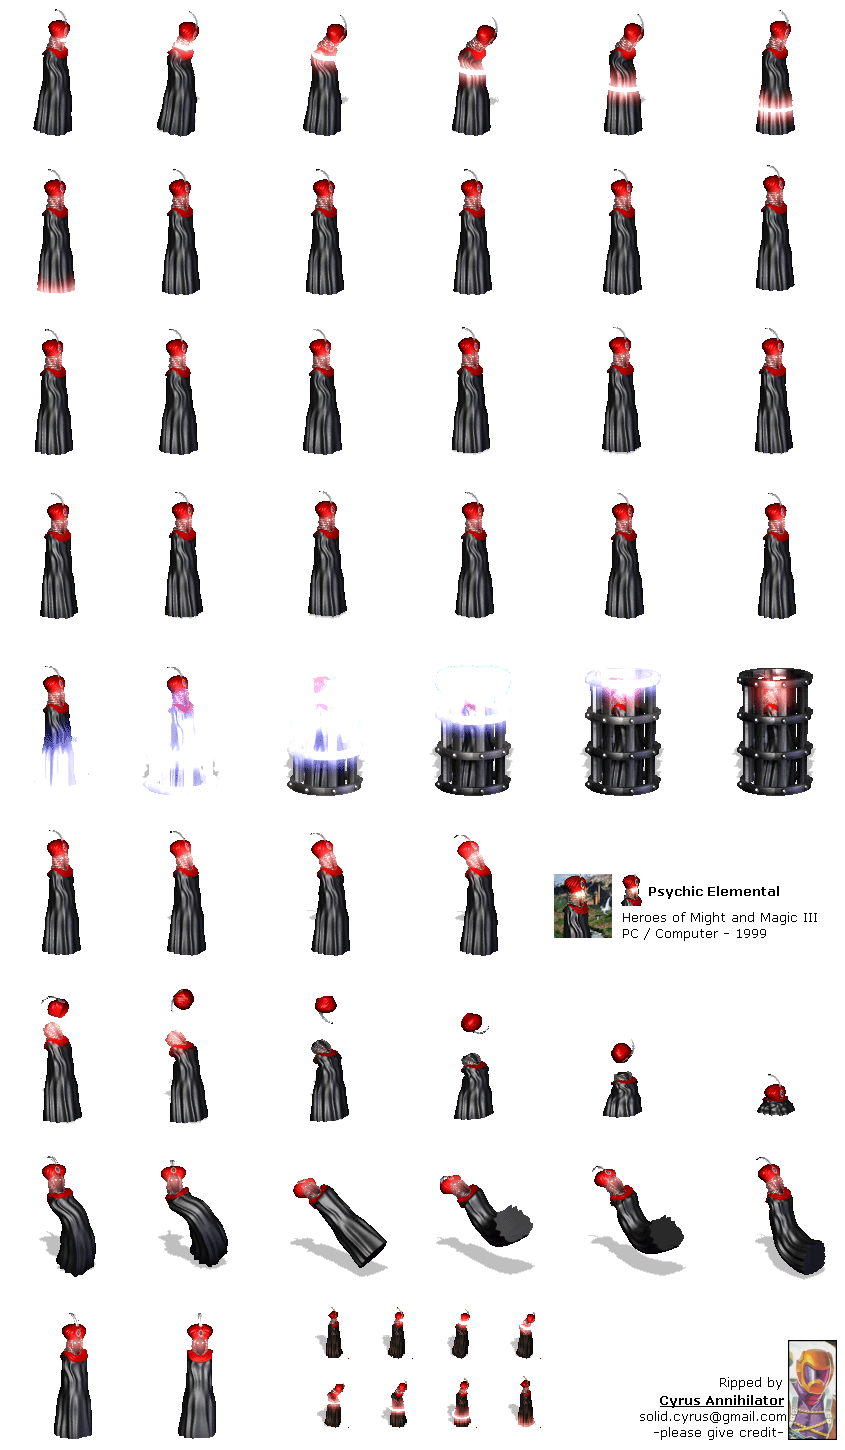 Psychic Elemental
Heroes of Might and Magic III
PC / Computer - 1999
Ripped by
Cyrus Annihilator
solid.cyrus@gmail.com
-please give credit-